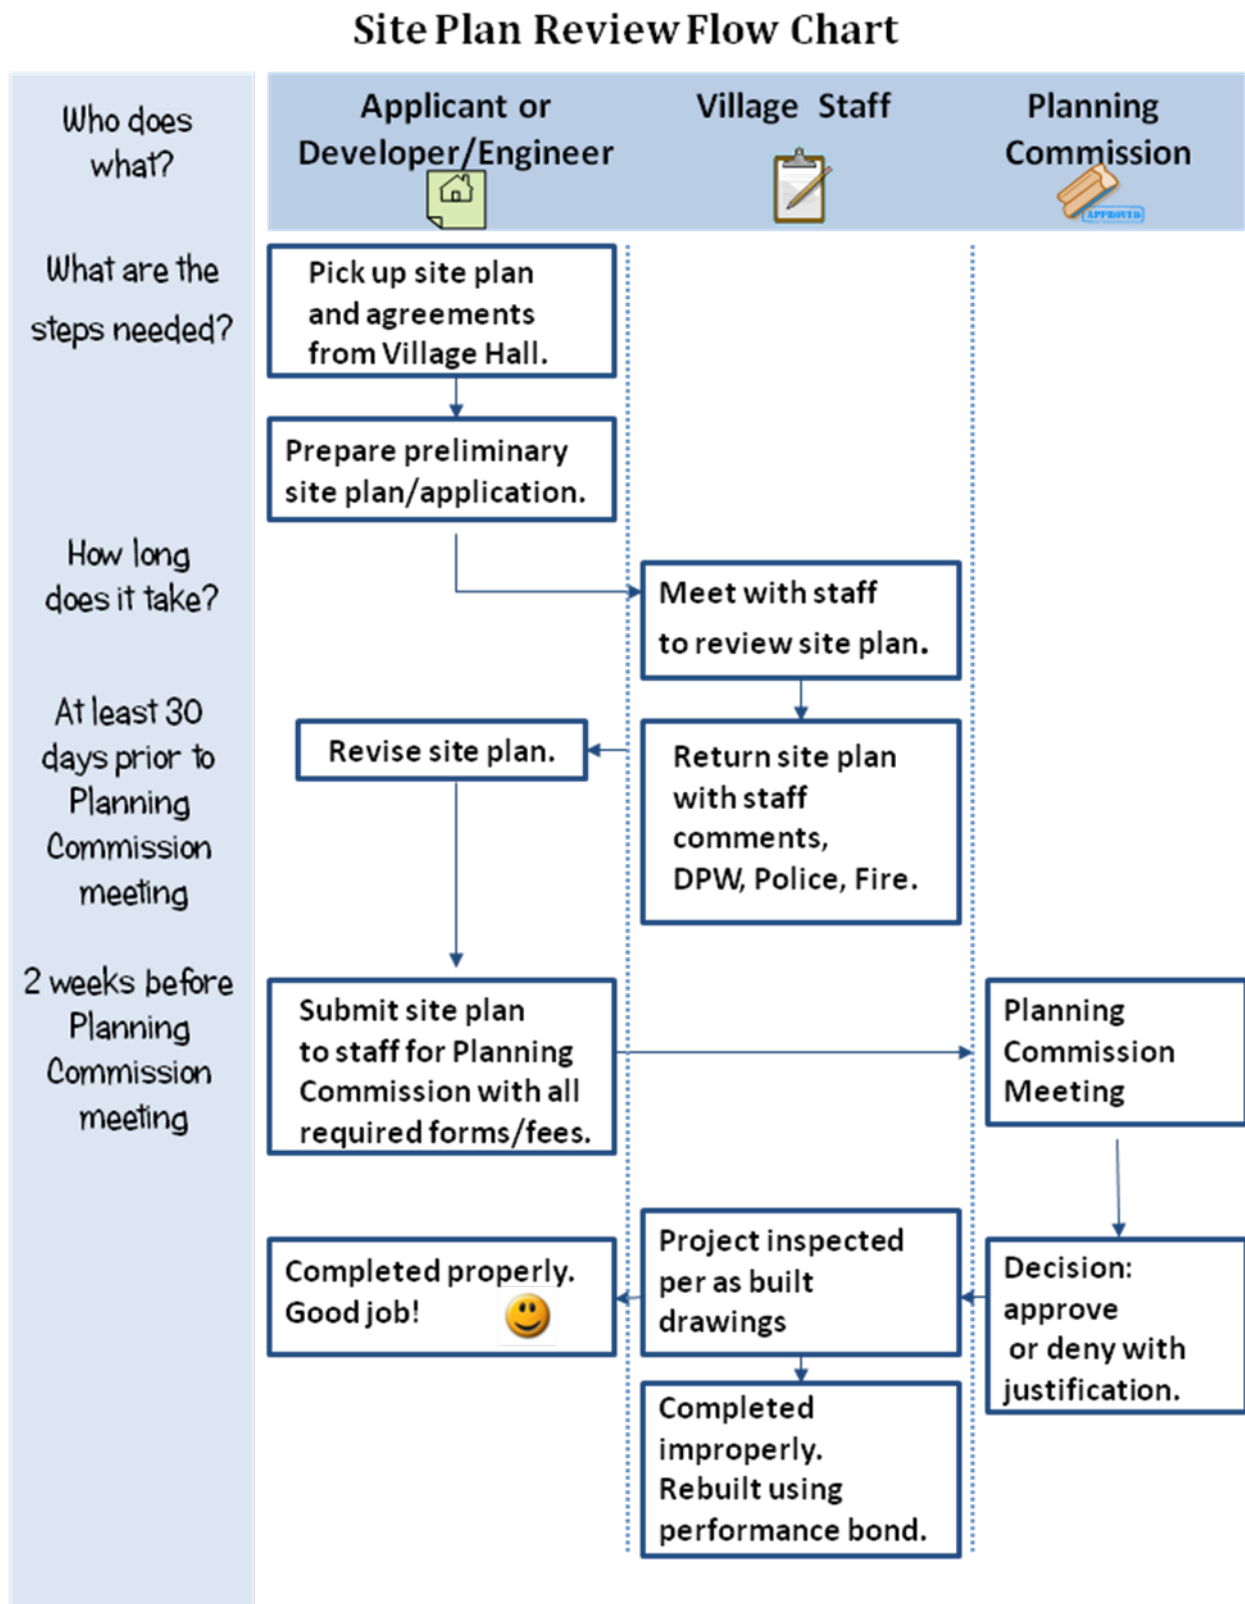 Site Plan Review Flow Chart
Who does
what?
Applicant or
Developer/Engineer
Village Staff
Planning
Commission
APPROVED
What are the
steps needed?
Pick up site plan
and agreements
from Village Hall.
Prepare preliminary
site plan/application.
How long
does it take?
Meet with staff
to review site plan.
At least 30
days prior to
Planning
Commission
meeting
Revise site plan.
Return site plan
with staff
comments,
DPW, Police, Fire.
2 weeks before
Planning
Commission
meeting
Submit site plan
to staff for Planning
Commission with all
required forms/fees.
Planning
Commission
Meeting
Completed properly.
Good job!
Project inspected
per as built
drawings
Decision:
approve
or deny with
justification.
Completed
improperly.
Rebuilt using
performance bond.